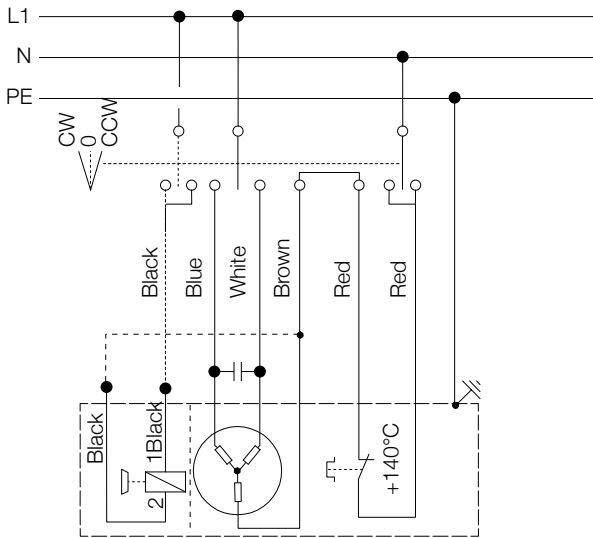 L1
N
PE
CW
0
CCW
Black
Blue
White
Brown
Red
Red
Black
1Black
2
+140°C